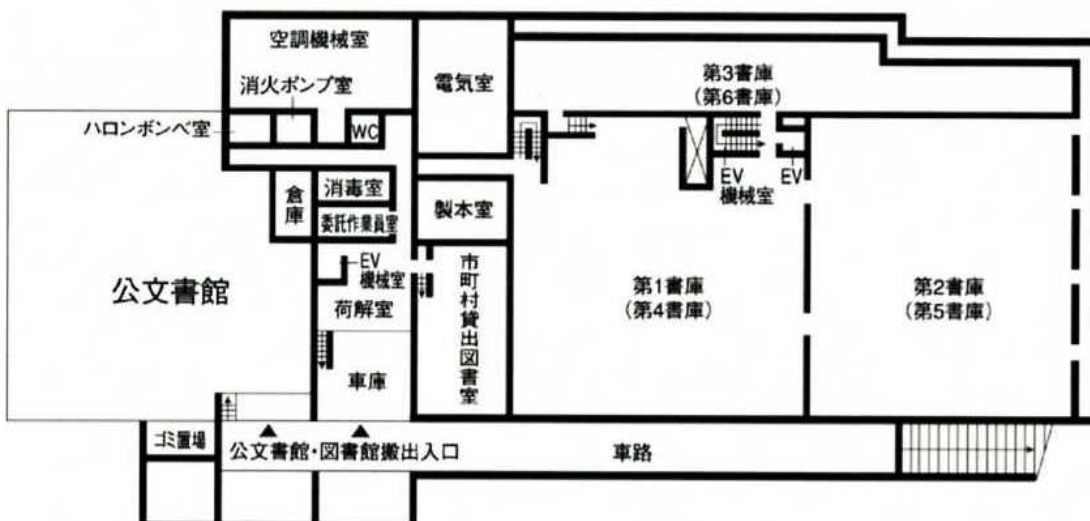 空調機械室
消火ポンプ室
電気室
第3書庫
(第6書庫)
ハロンボンベ室
WC
EV
機械室
EV
倉庫
消毒室
委託作業員室
製本室
EV
機械室
荷解室
公文書館
市町村貸出図書室
第1書庫
(第4書庫)
第2書庫
(第5書庫)
車庫
ゴミ置場
公文書館・図書館搬出入口
車路